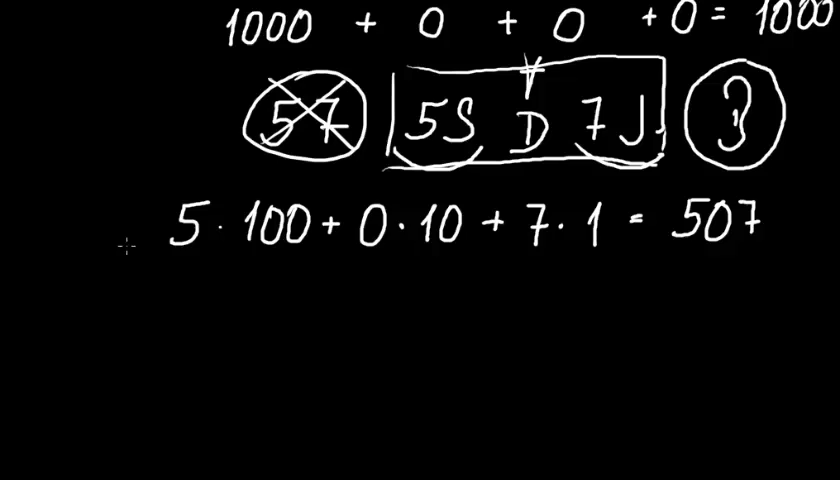 1000 + 0 + 0 + 0 = 1000
57 5S D 7J ?
5 · 100 + 0 · 10 + 7 · 1 = 507